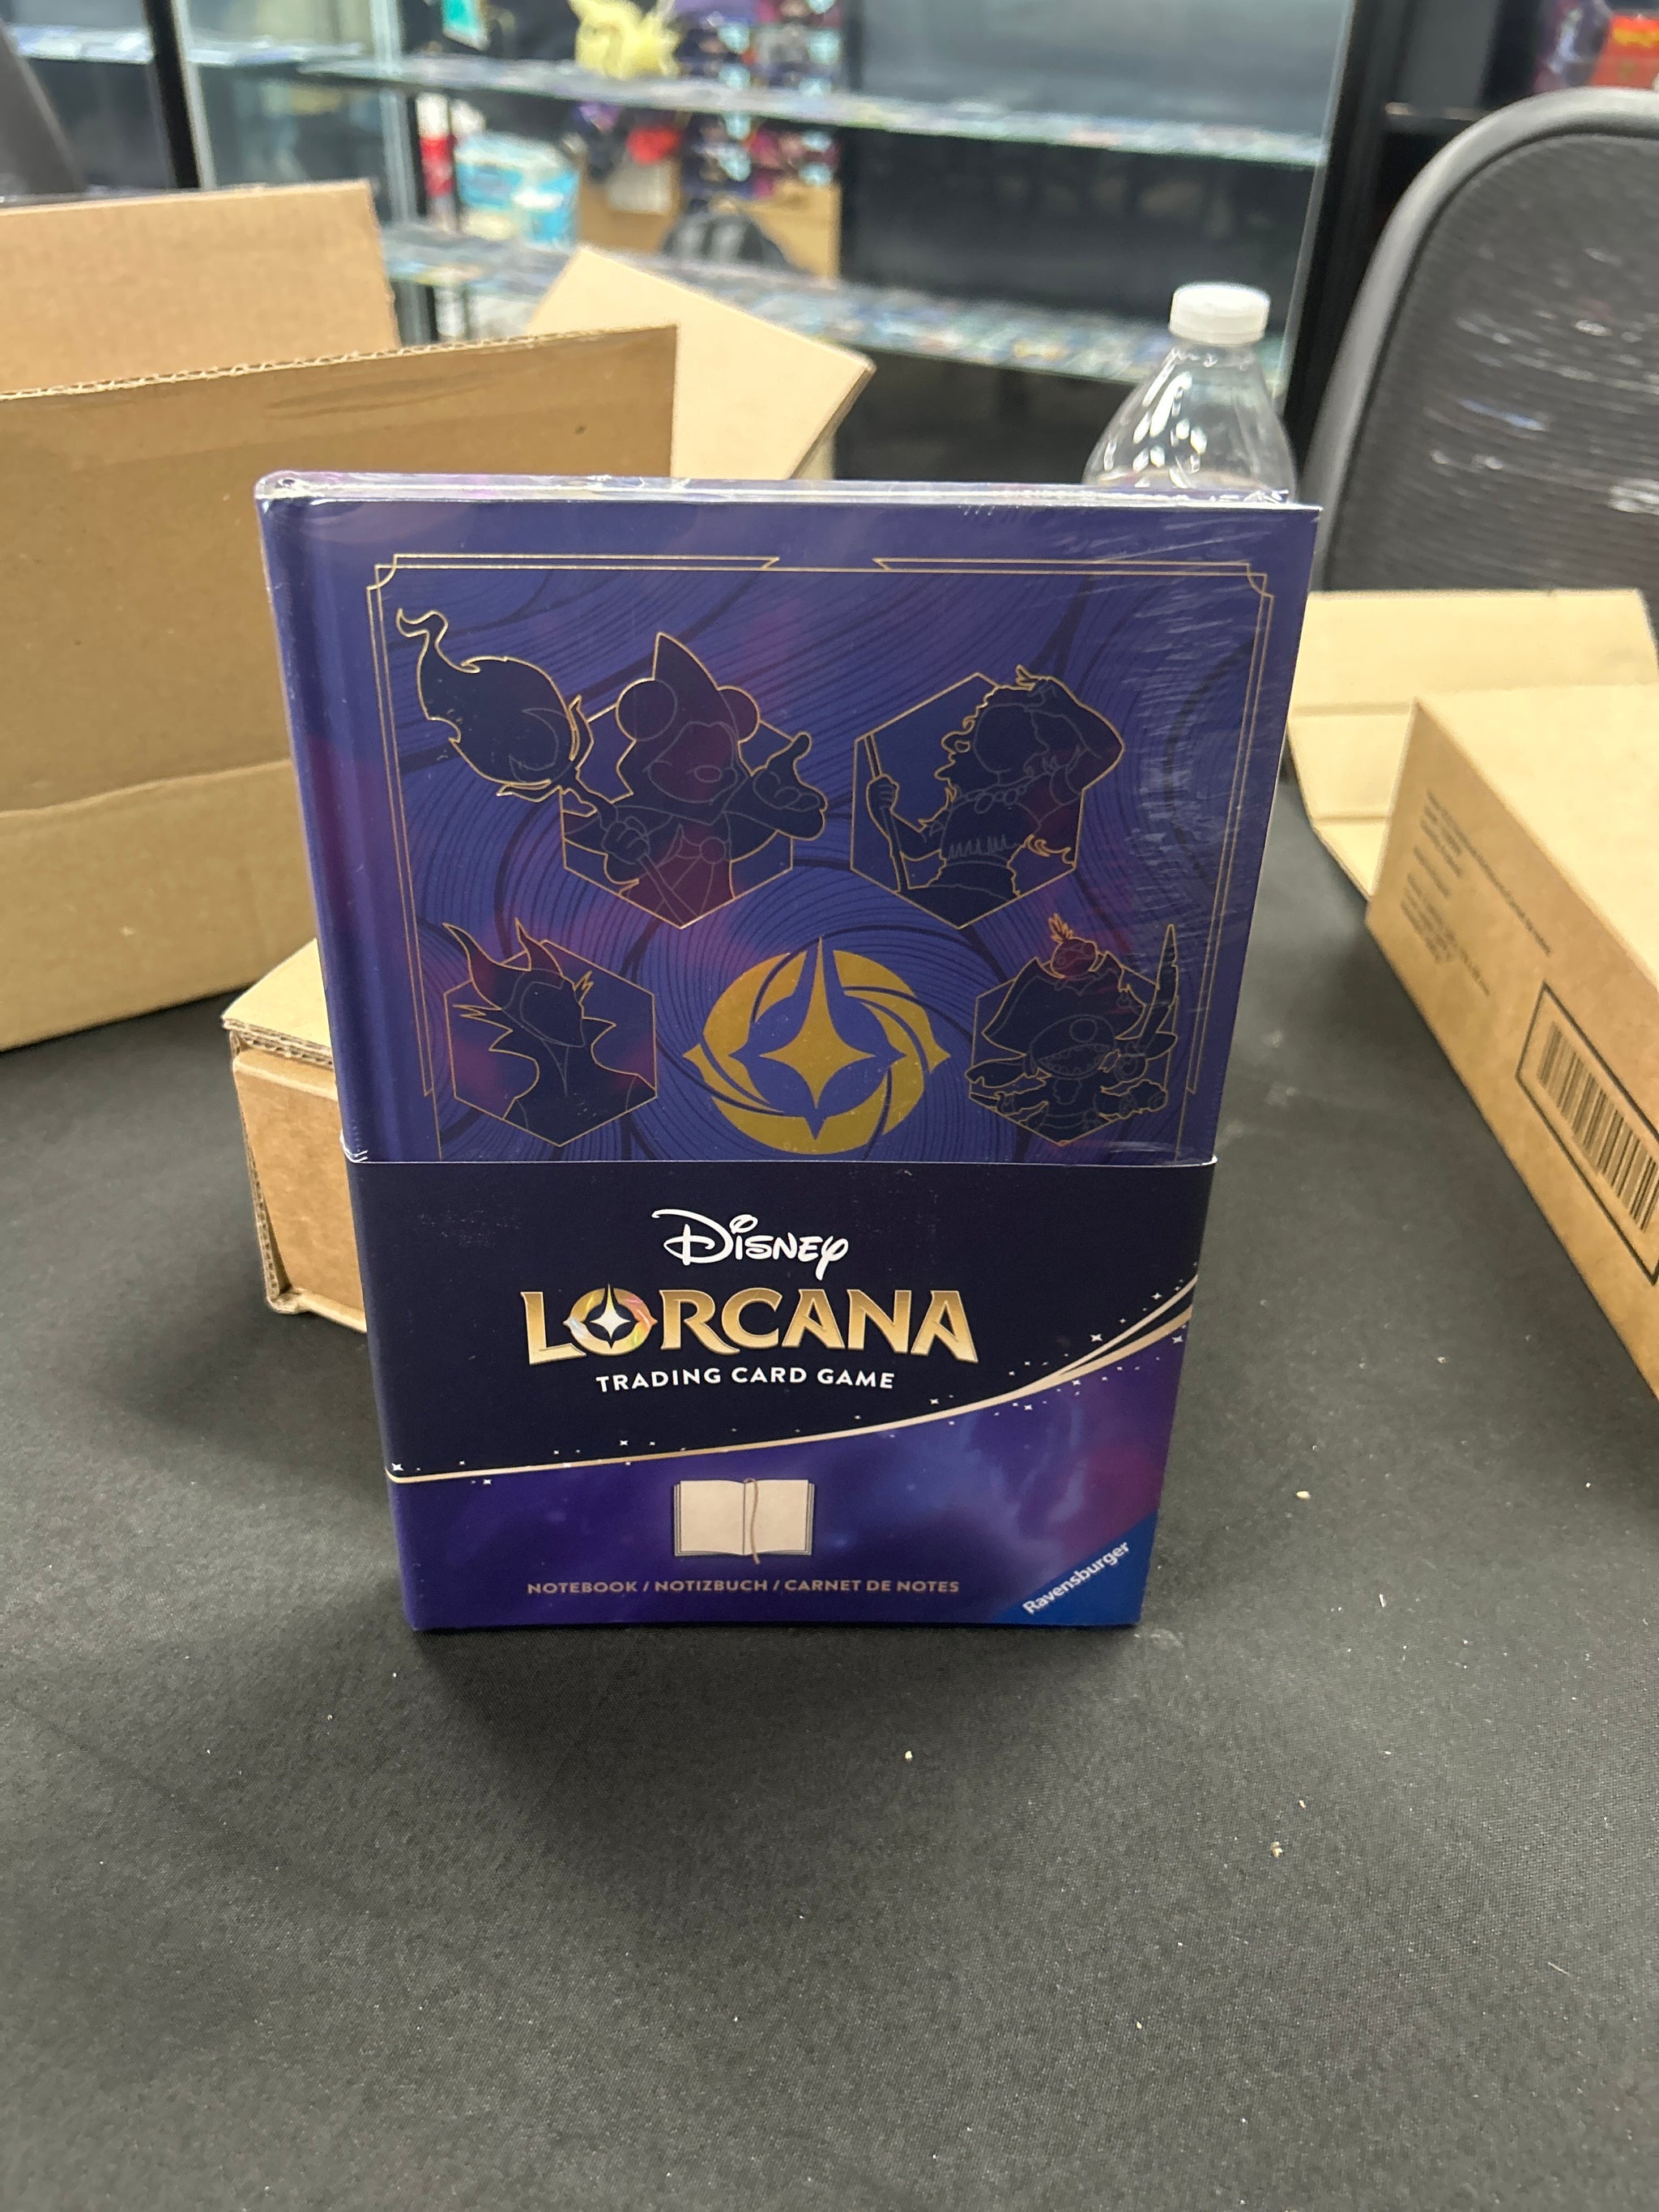 Disney
LORCANA
TRADING CARD GAME
NOTEBOOK / NOTIZBUCH / CARNET DE NOTES
Ravensburger